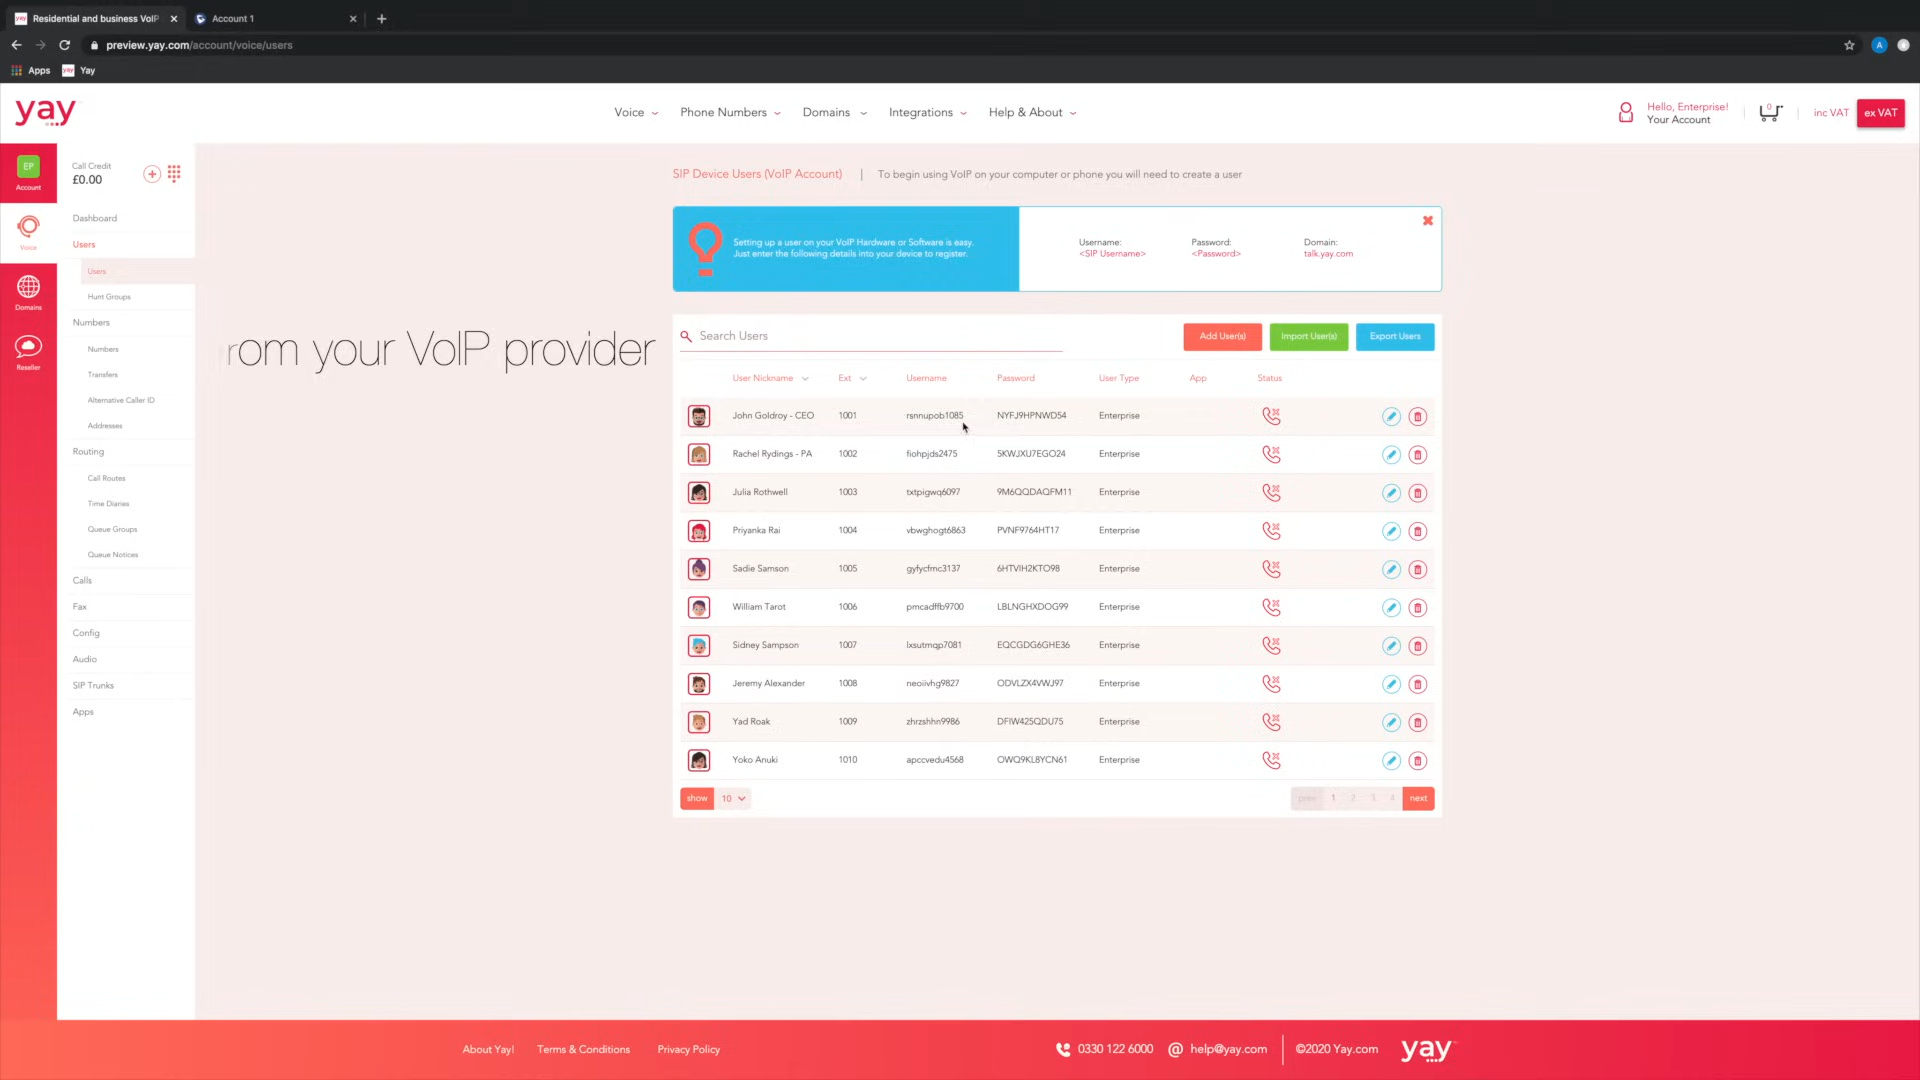 yay Residential and business VoIP
Account 1
preview.yay.com/account/voice/users
A
Apps
yay Yay
yay
Voice
Phone Numbers
Domains
Integrations
Help & About
Hello, Enterprise!
Your Account
0
inc VAT
ex VAT
EP
Account
Voice
Domains
Reseller
Call Credit
£0.00
Dashboard
Users
Users
Hunt Groups
Numbers
Numbers
Transfers
Alternative Caller ID
Addresses
Routing
Call Routes
Time Diaries
Queue Groups
Queue Notices
Calls
Fax
Config
Audio
SIP Trunks
Apps
rom your VoIP provider
SIP Device Users (VoIP Account) | To begin using VoIP on your computer or phone you will need to create a user
Setting up a user on your VoIP Hardware or Software is easy.
Just enter the following details into your device to register.
Username:
<SIP Username>
Password:
<Password>
Domain:
talk.yay.com
Search Users
Add User(s)
Import User(s)
Export Users
User Nickname Ext Username Password User Type App Status
John Goldroy - CEO 1001 rsnnupob1085 NYFJ9HPNWD54 Enterprise
Rachel Rydings - PA 1002 fiohpjds2475 5KWJXU7EGO24 Enterprise
Julia Rothwell 1003 txtpigwq6097 9M6QQDAQFM11 Enterprise
Priyanka Rai 1004 vbwghogt6863 PVNF9764HT17 Enterprise
Sadie Samson 1005 gyfycfmc3137 6HTVIH2KTO98 Enterprise
William Tarot 1006 pmcadffb9700 LBLNGHXDOG99 Enterprise
Sidney Sampson 1007 lxsutmqp7081 EQCGDG6GHE36 Enterprise
Jeremy Alexander 1008 neoiivhg9827 ODVLZX4VWJ97 Enterprise
Yad Roak 1009 zhrzshhn9986 DFIW425QDU75 Enterprise
Yoko Anuki 1010 apccvedu4568 OWQ9KL8YCN61 Enterprise
show 10
prev 1 2 3 4 next
About Yay!
Terms & Conditions
Privacy Policy
0330 122 6000
help@yay.com
©2020 Yay.com
yay